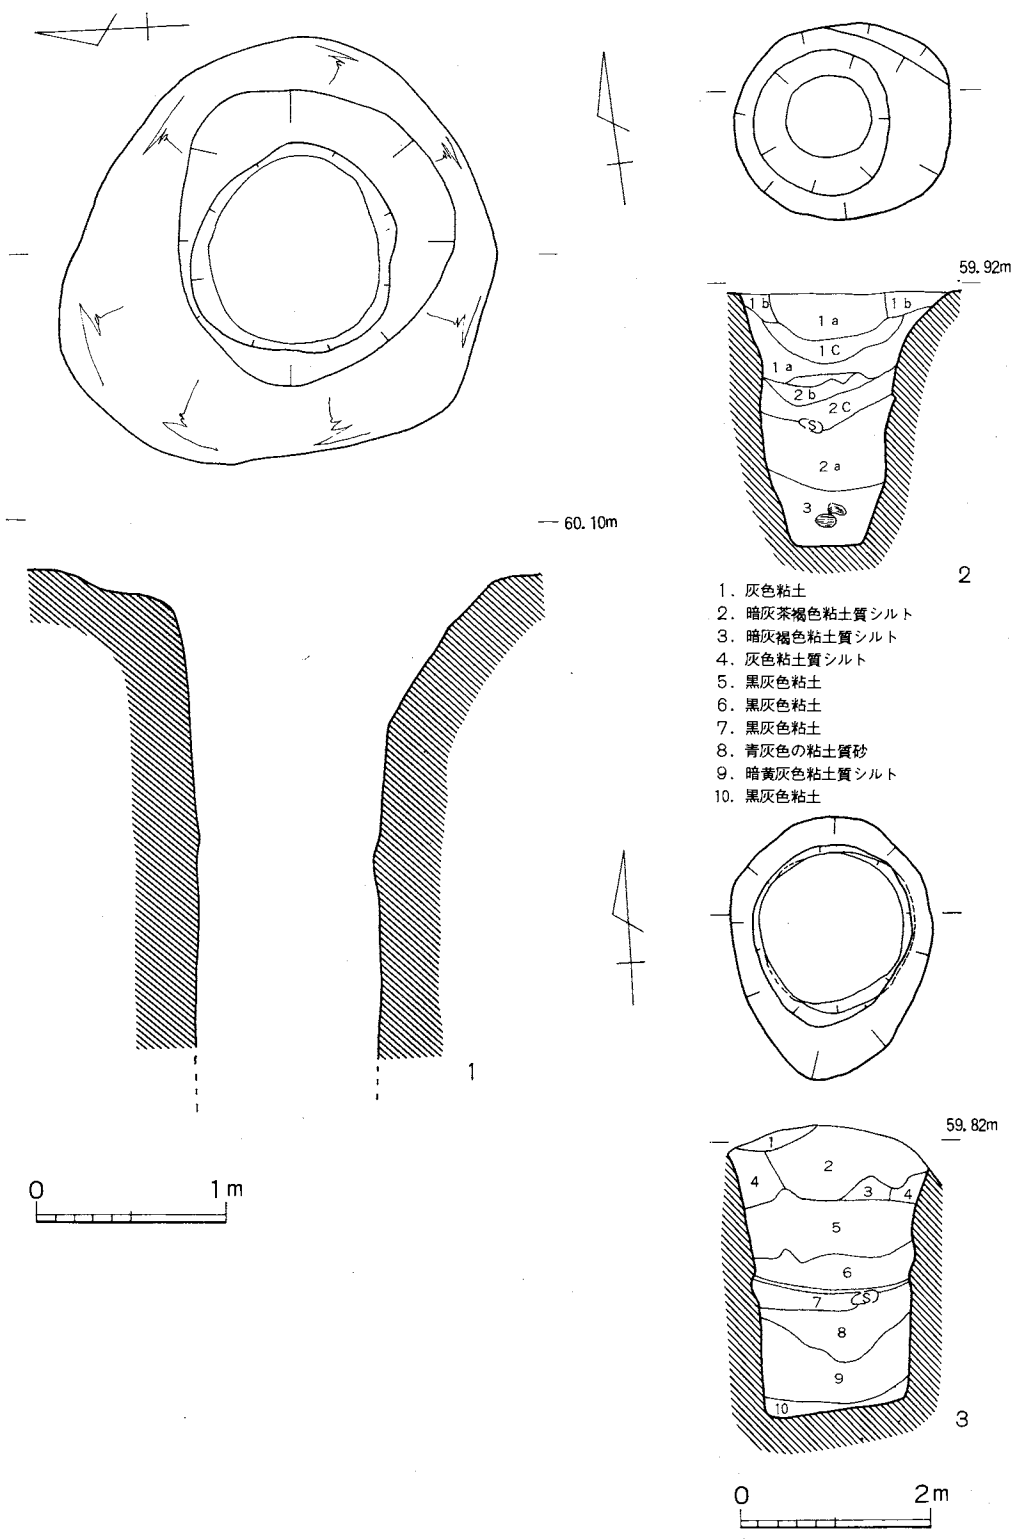 60.10m
1
0 1m
59.92m
1b 1b
1a
1C
1a
2b
2C
S
2a
3
2
1. 灰色粘土
2. 暗灰茶褐色粘土質シルト
3. 暗灰褐色粘土質シルト
4. 灰色粘土質シルト
5. 黒灰色粘土
6. 黒灰色粘土
7. 黒灰色粘土
8. 青灰色の粘土質砂
9. 暗黄灰色粘土質シルト
10. 黒灰色粘土
59.82m
1
2
4 3 4
5
6
7 S
8
9
10
3
0 2m